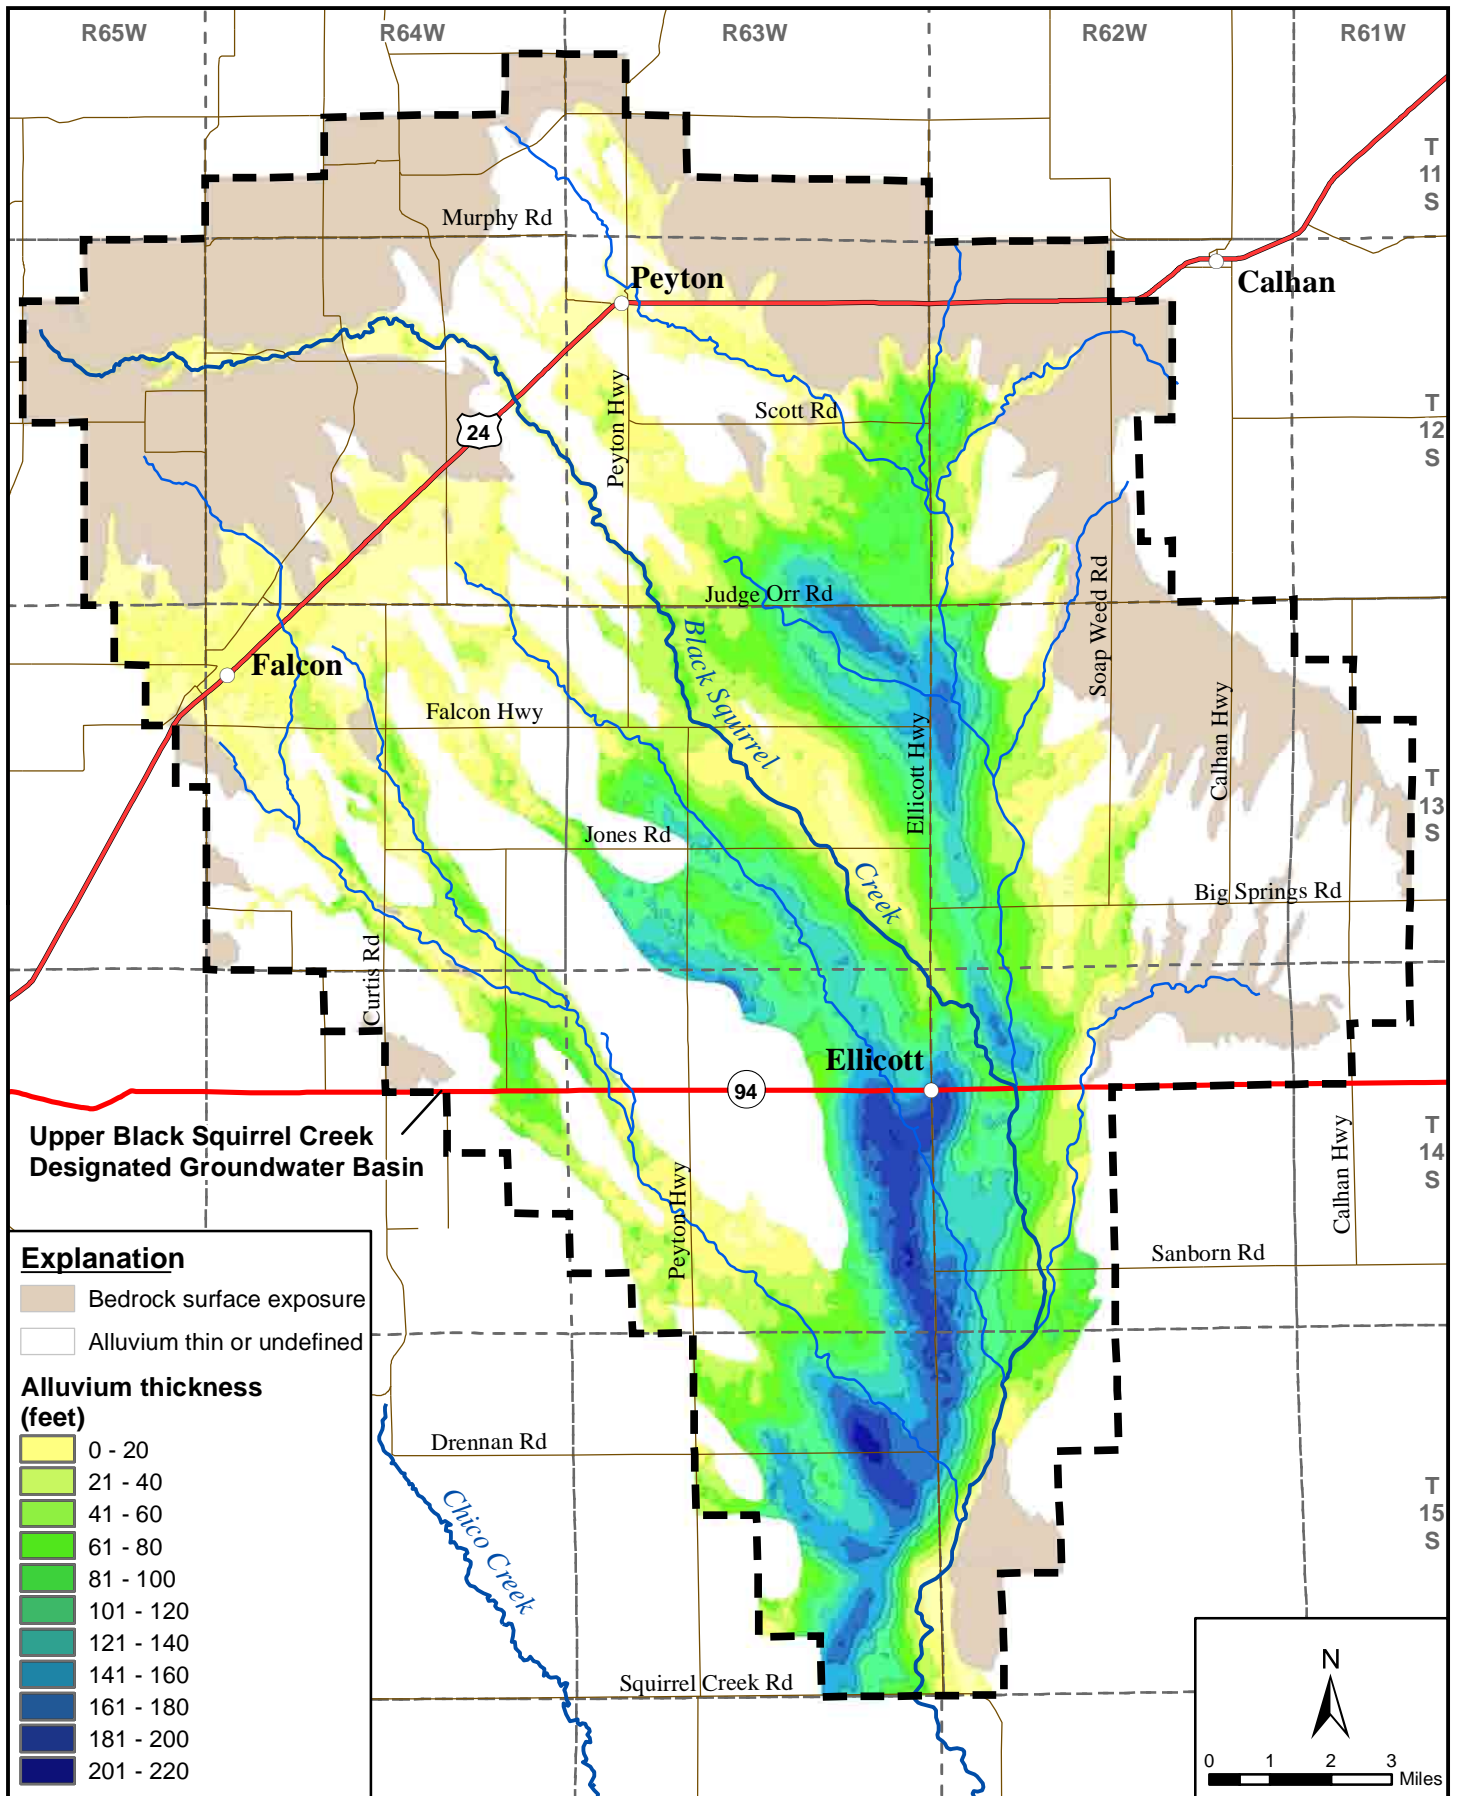 R65W
R64W
R63W
R62W
R61W
T
11
S
Murphy Rd
Peyton
Calhan
Peyton Hwy
Scott Rd
24
T
12
S
Judge Orr Rd
Soap Weed Rd
Black Squirrel
Creek
Falcon
Falcon Hwy
Ellicott Hwy
Calhan Hwy
T
13
S
Jones Rd
Big Springs Rd
Curtis Rd
Ellicott
94
Upper Black Squirrel Creek
Designated Groundwater Basin
T
14
S
Calhan Hwy
Peyton Hwy
Sanborn Rd
Explanation
Bedrock surface exposure
Alluvium thin or undefined
Alluvium thickness
(feet)
0 - 20
21 - 40
41 - 60
61 - 80
81 - 100
101 - 120
121 - 140
141 - 160
161 - 180
181 - 200
201 - 220
Drennan Rd
Chico Creek
T
15
S
Squirrel Creek Rd
N
0 1 2 3
Miles